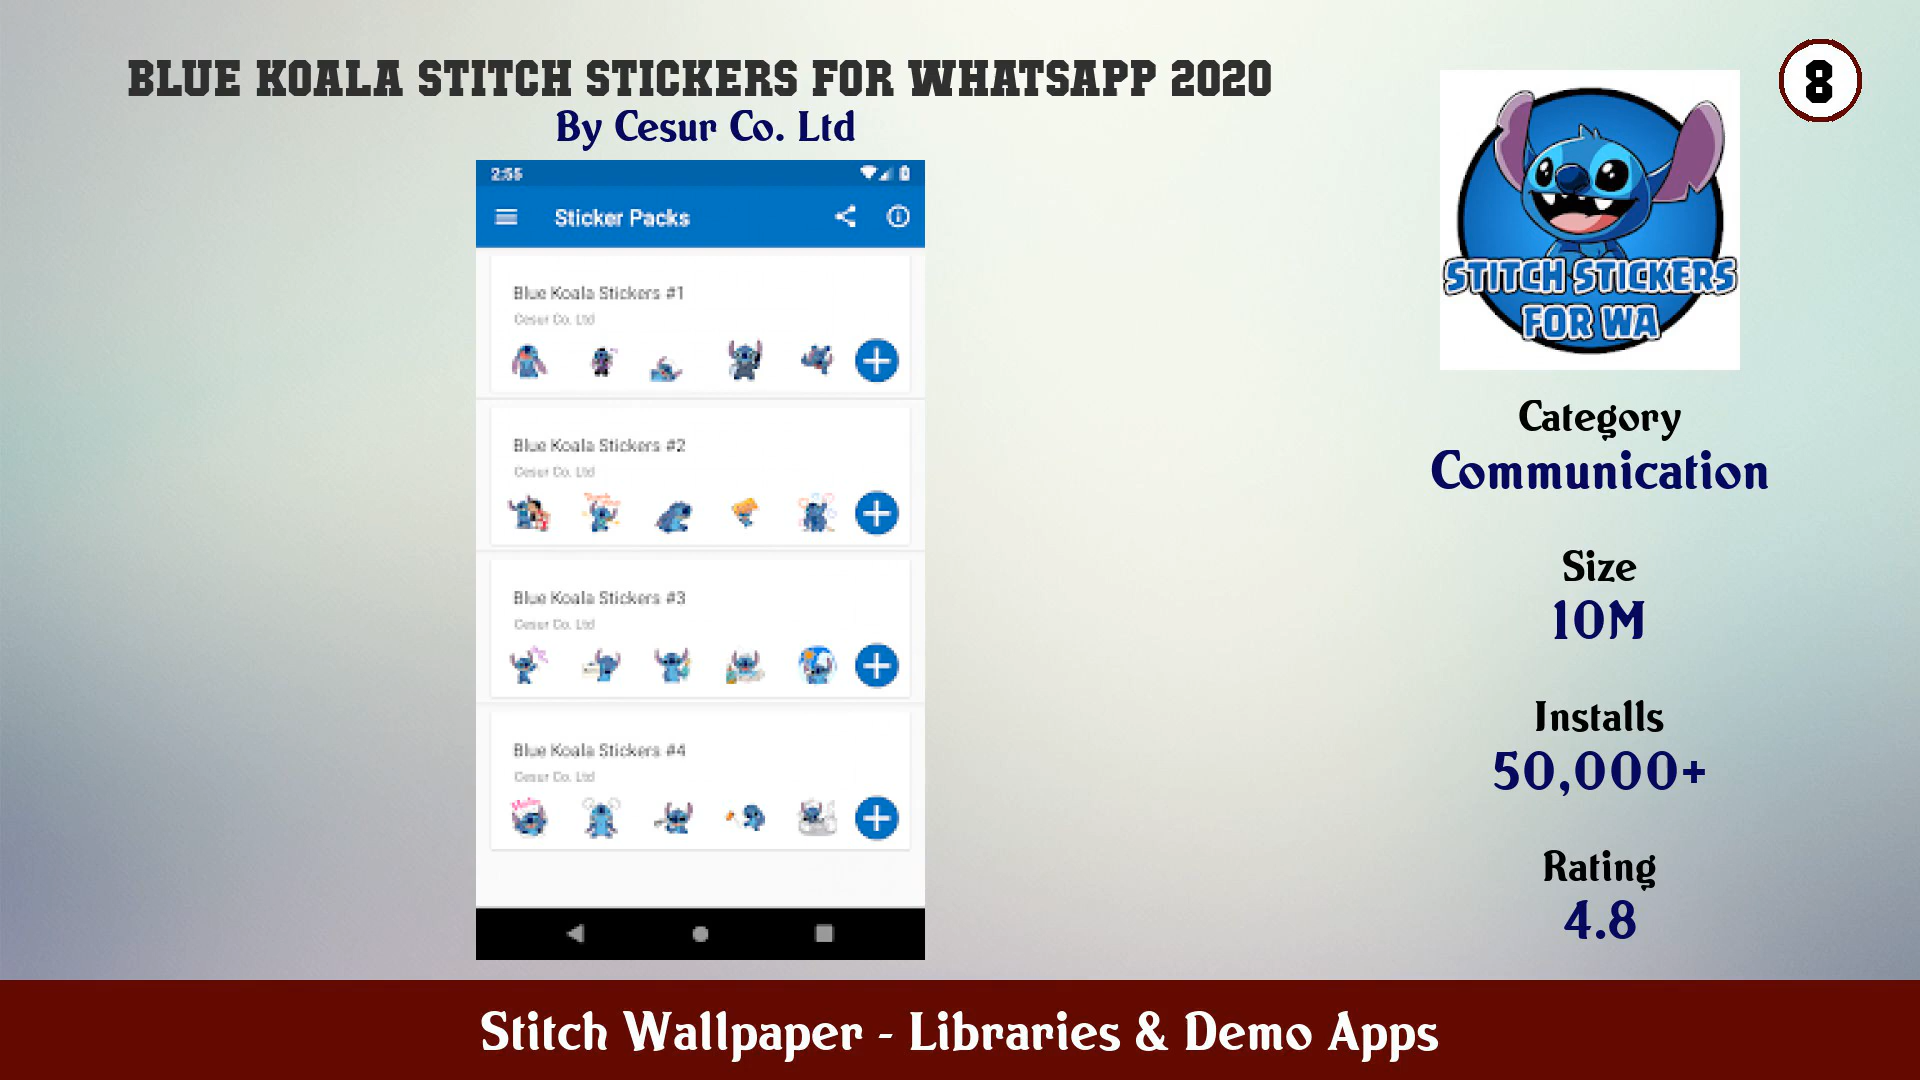 BLUE KOALA STITCH STICKERS FOR WHATSAPP 2020
By Cesur Co. Ltd
8
2:55
Sticker Packs
Blue Koala Stickers #1
Cesur Co. Ltd
Blue Koala Stickers #2
Cesur Co. Ltd
Blue Koala Stickers #3
Cesur Co. Ltd
Blue Koala Stickers #4
Cesur Co. Ltd
STITCH STICKERS
FOR WA
Category
Communication
Size
10M
Installs
50,000+
Rating
4.8
Stitch Wallpaper - Libraries & Demo Apps